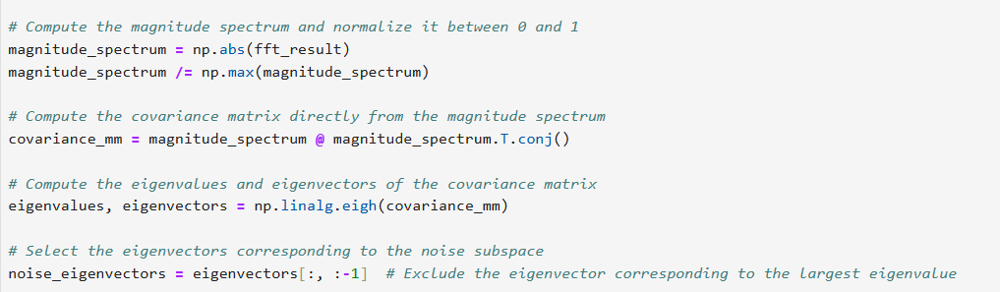 # Compute the magnitude spectrum and normalize it between 0 and 1
magnitude_spectrum = np.abs(fft_result)
magnitude_spectrum /= np.max(magnitude_spectrum)
# Compute the covariance matrix directly from the magnitude spectrum
covariance_mm = magnitude_spectrum @ magnitude_spectrum.T.conj()
# Compute the eigenvalues and eigenvectors of the covariance matrix
eigenvalues, eigenvectors = np.linalg.eigh(covariance_mm)
# Select the eigenvectors corresponding to the noise subspace
noise_eigenvectors = eigenvectors[:, :-1]  # Exclude the eigenvector corresponding to the largest eigenvalue